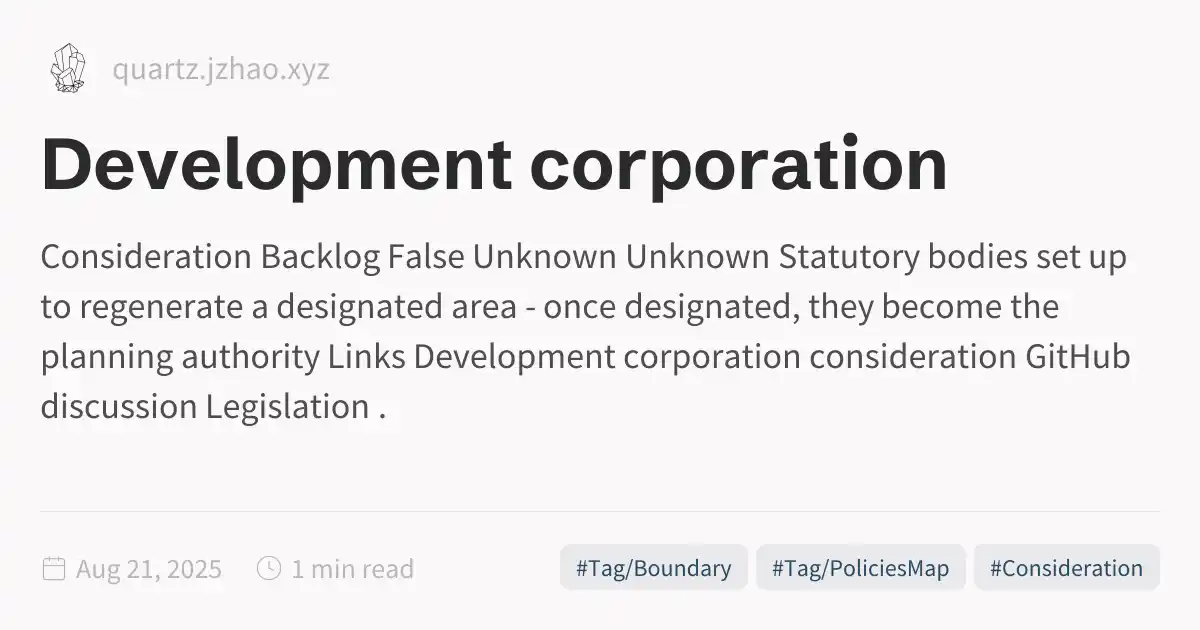 quartz.jzhao.xyz
Development corporation
Consideration Backlog False Unknown Unknown Statutory bodies set up
to regenerate a designated area - once designated, they become the
planning authority Links Development corporation consideration GitHub
discussion Legislation .
Aug 21, 2025 1 min read #Tag/Boundary #Tag/PoliciesMap #Consideration